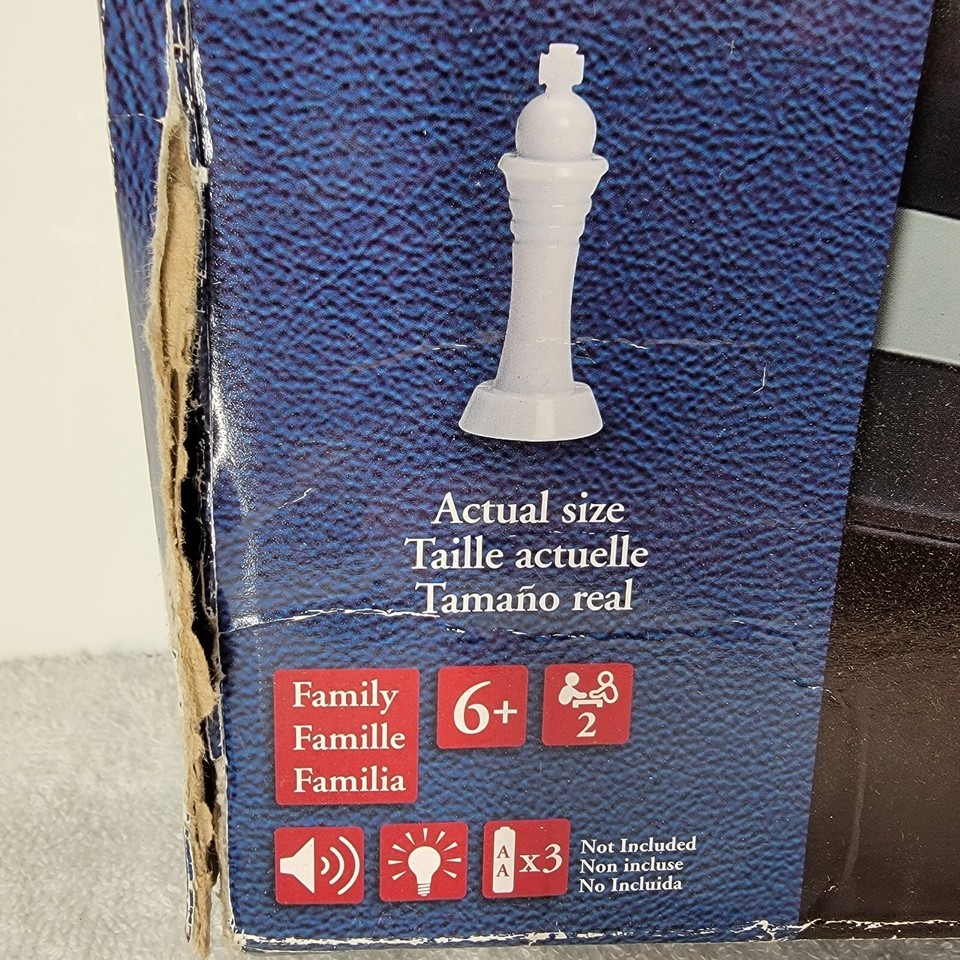 Actual size
Taille actuelle
Tamaño real
Family
Famille
Familia
6+
2
AA x3
Not Included
Non incluse
No Incluida